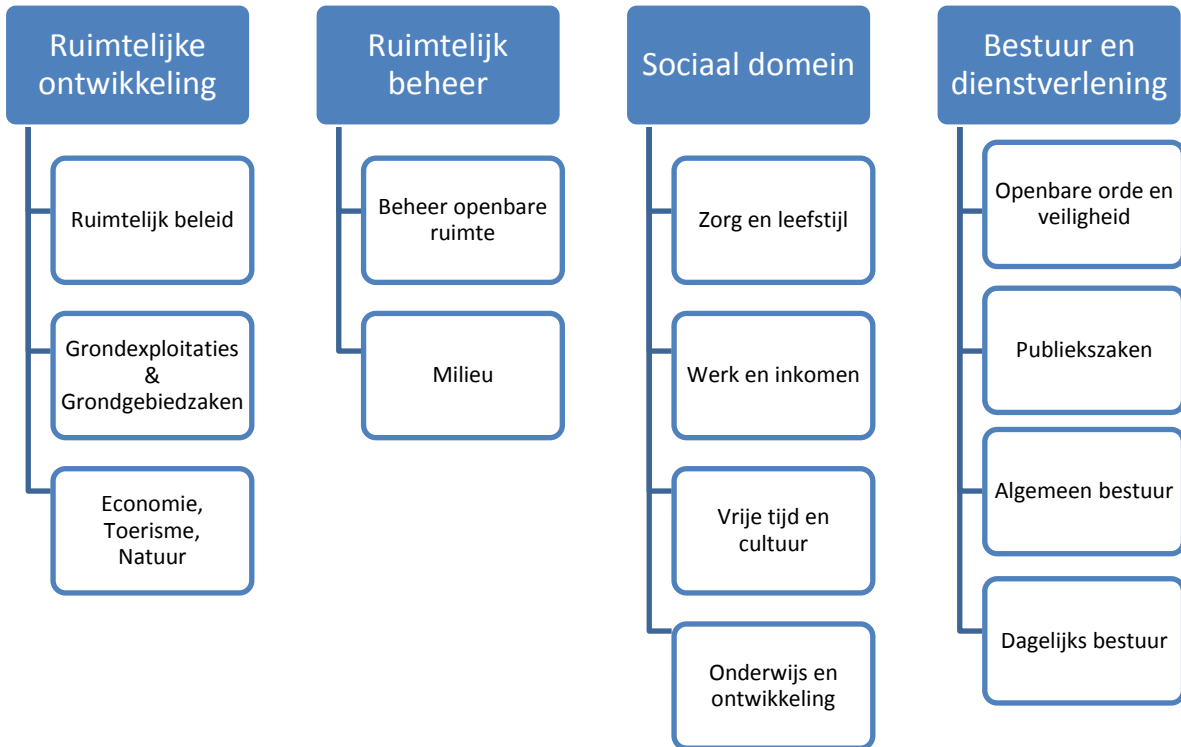 Ruimtelijke
ontwikkeling
Ruimtelijk beleid
Grondexploitaties
&
Grondgebiedzaken
Economie,
Toerisme,
Natuur
Ruimtelijk
beheer
Beheer openbare
ruimte
Milieu
Sociaal domein
Zorg en leefstijl
Werk en inkomen
Vrije tijd en
cultuur
Onderwijs en
ontwikkeling
Bestuur en
dienstverlening
Openbare orde en
veiligheid
Publiekszaken
Algemeen bestuur
Dagelijks bestuur